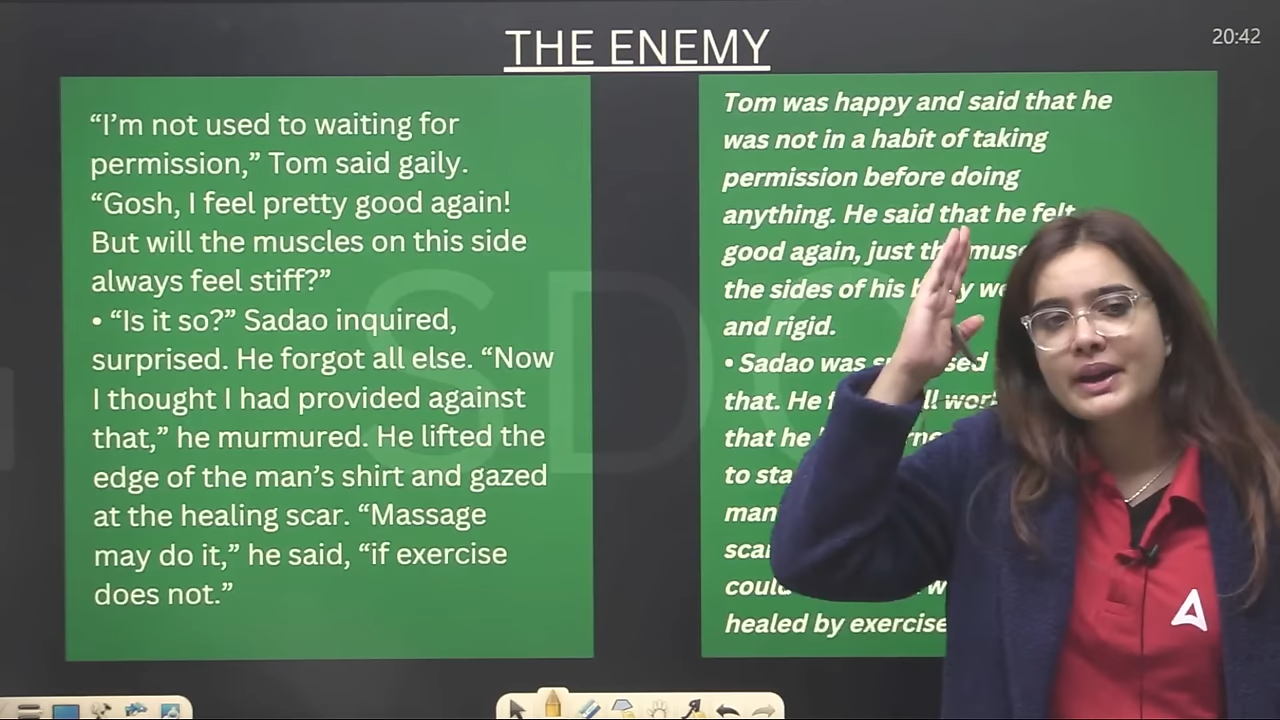 THE ENEMY
20:42
“I’m not used to waiting for
permission,” Tom said gaily.
“Gosh, I feel pretty good again!
But will the muscles on this side
always feel stiff?”
• “Is it so?” Sadao inquired,
surprised. He forgot all else. “Now
I thought I had provided against
that,” he murmured. He lifted the
edge of the man’s shirt and gazed
at the healing scar. “Massage
may do it,” he said, “if exercise
does not.”
Tom was happy and said that he
was not in a habit of taking
permission before doing
anything. He said that he felt
good again, just
the sides of his
and rigid.
• Sadao was
that. He
that he
to
healed by exercise